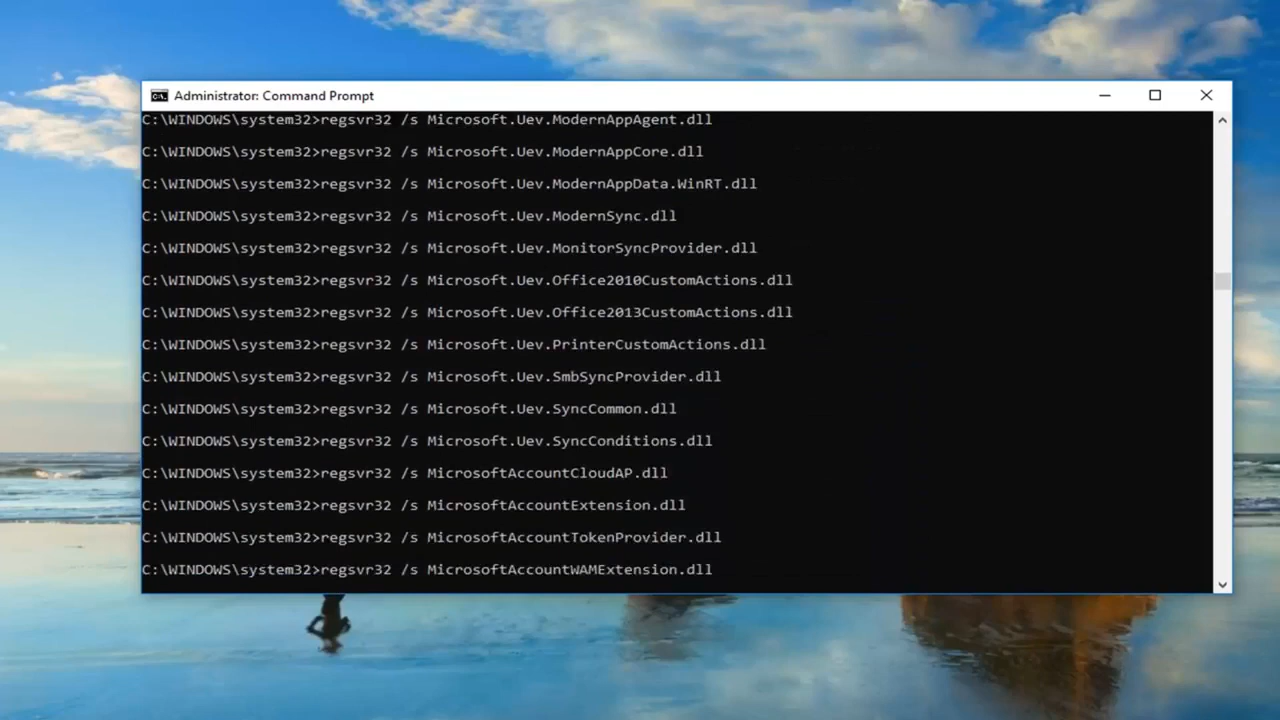 Administrator: Command Prompt
C:\WINDOWS\system32>regsvr32 /s Microsoft.Uev.ModernAppAgent.dll
C:\WINDOWS\system32>regsvr32 /s Microsoft.Uev.ModernAppCore.dll
C:\WINDOWS\system32>regsvr32 /s Microsoft.Uev.ModernAppData.WinRT.dll
C:\WINDOWS\system32>regsvr32 /s Microsoft.Uev.ModernSync.dll
C:\WINDOWS\system32>regsvr32 /s Microsoft.Uev.MonitorSyncProvider.dll
C:\WINDOWS\system32>regsvr32 /s Microsoft.Uev.Office2010CustomActions.dll
C:\WINDOWS\system32>regsvr32 /s Microsoft.Uev.Office2013CustomActions.dll
C:\WINDOWS\system32>regsvr32 /s Microsoft.Uev.PrinterCustomActions.dll
C:\WINDOWS\system32>regsvr32 /s Microsoft.Uev.SmbSyncProvider.dll
C:\WINDOWS\system32>regsvr32 /s Microsoft.Uev.SyncCommon.dll
C:\WINDOWS\system32>regsvr32 /s Microsoft.Uev.SyncConditions.dll
C:\WINDOWS\system32>regsvr32 /s MicrosoftAccountCloudAP.dll
C:\WINDOWS\system32>regsvr32 /s MicrosoftAccountExtension.dll
C:\WINDOWS\system32>regsvr32 /s MicrosoftAccountTokenProvider.dll
C:\WINDOWS\system32>regsvr32 /s MicrosoftAccountWAMExtension.dll